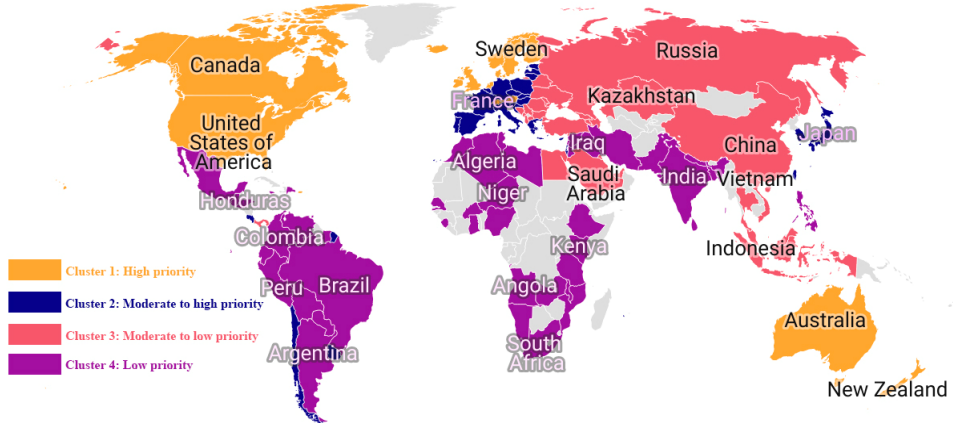 Sweden
Russia
Canada
Kazakhstan
France
United
States of
America
China
Japan
Iraq
Algeria
Saudi
Arabia
India
Vietnam
Niger
Honduras
Colombia
Kenya
Indonesia
Cluster 1: High priority
Perú
Brazil
Angola
Cluster 2: Moderate to high priority
Australia
Cluster 3: Moderate to low priority
Argentina
South
Africa
Cluster 4: Low priority
New Zealand